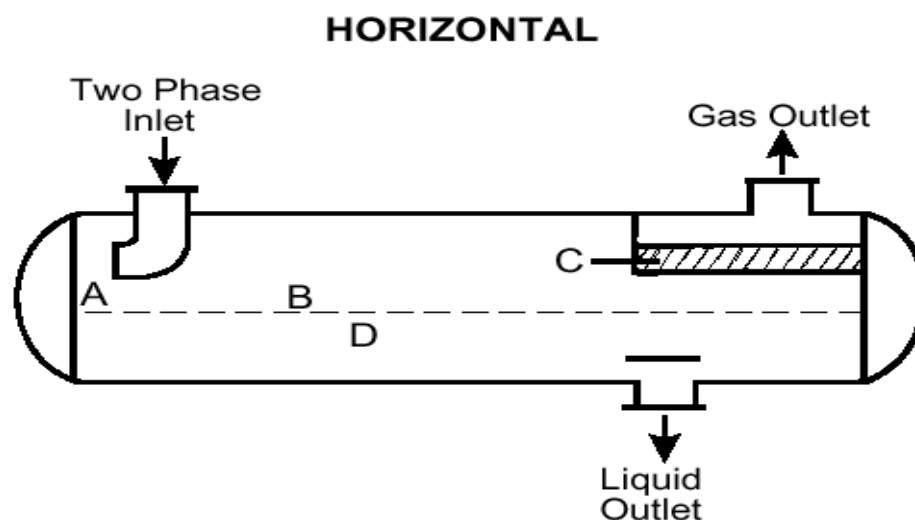 HORIZONTAL
Two Phase
Inlet
Gas Outlet
C
A
B
D
Liquid
Outlet